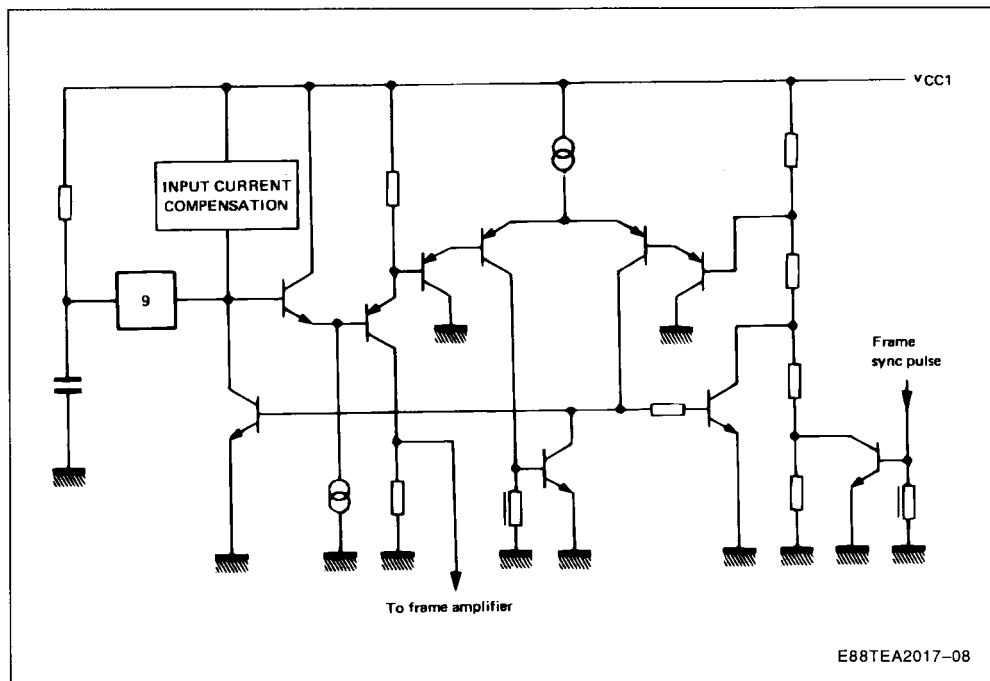 VCC1
INPUT CURRENT
COMPENSATION
9
Frame
sync pulse
To frame amplifier
E88TEA2017-08